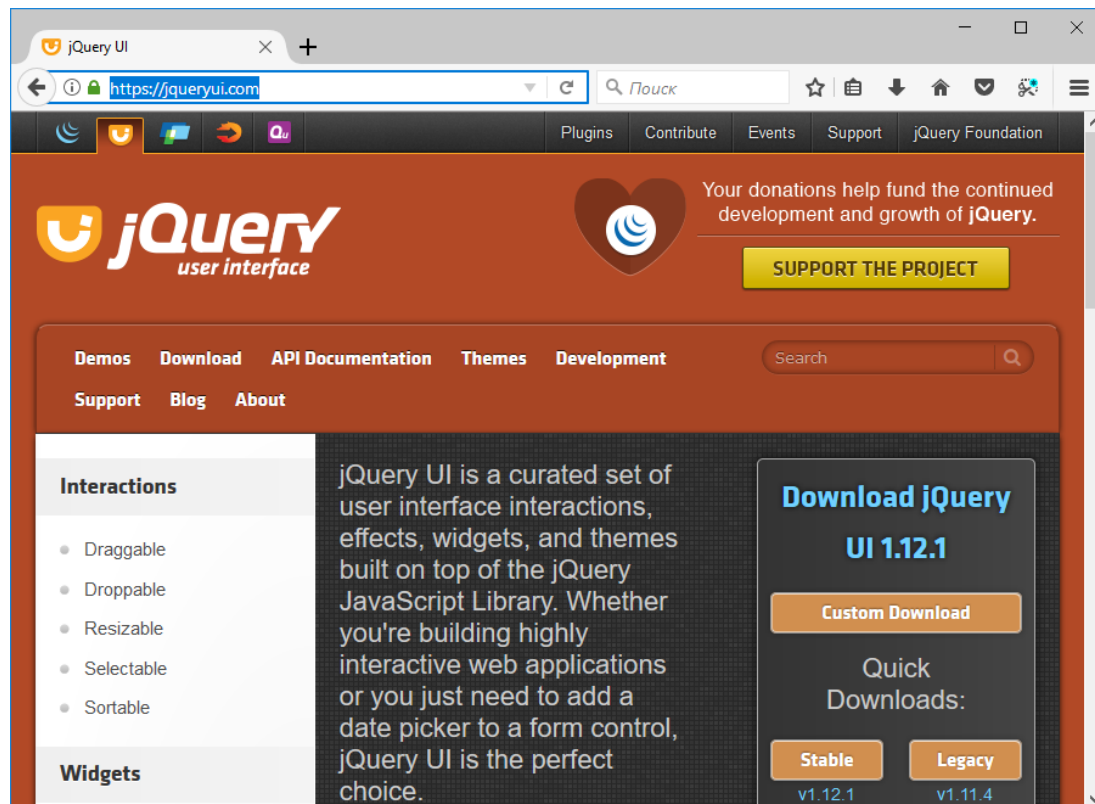 jQuery UI
https://jqueryui.com
Поиск
Qu
Plugins Contribute Events Support jQuery Foundation
jQuery
user interface
Your donations help fund the continued
development and growth of jQuery.
SUPPORT THE PROJECT
Demos Download API Documentation Themes Development
Search
Support Blog About
Interactions
Draggable
Droppable
Resizable
Selectable
Sortable
Widgets
jQuery UI is a curated set of
user interface interactions,
effects, widgets, and themes
built on top of the jQuery
JavaScript Library. Whether
you're building highly
interactive web applications
or you just need to add a
date picker to a form control,
jQuery UI is the perfect
choice.
Download jQuery
UI 1.12.1
Custom Download
Quick
Downloads:
Stable Legacy
v1.12.1 v1.11.4